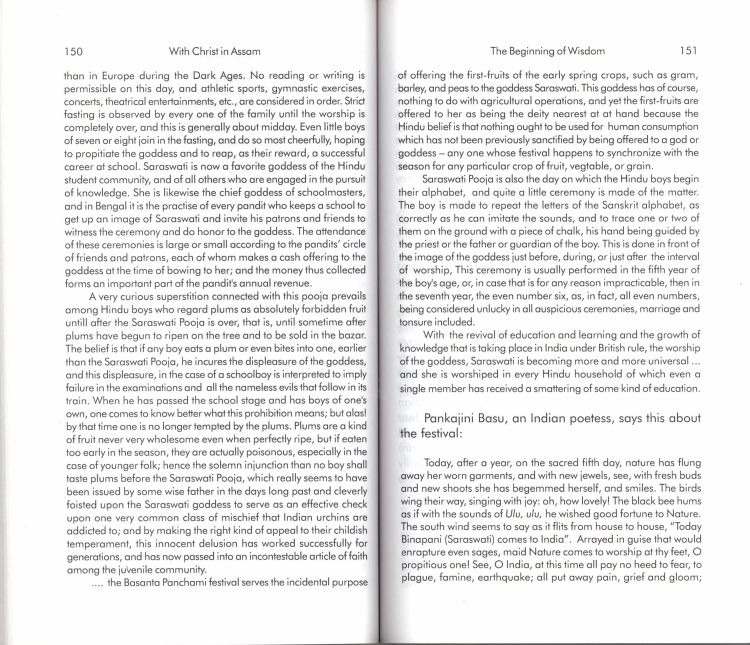 150
With Christ in Assam
than in Europe during the Dark Ages. No reading or writing is
permissible on this day, and athletic sports, gymnastic exercises,
concerts, theatrical entertainments, etc., are considered in order. Strict
fasting is observed by every one of the family until the worship is
completely over, and this is generally about midday. Even little boys
of seven or eight join in the fasting, and do so most cheerfully, hoping
to propitiate the goddess and to reap, as their reward, a successful
career at school. Saraswati is now a favorite goddess of the Hindu
student community, and of all others who are engaged in the pursuit
of knowledge. She is likewise the chief goddess of schoolmasters,
and in Bengal it is the practise of every pandit who keeps a school to
get up an image of Saraswati and invite his patrons and friends to
witness the ceremony and do honor to the goddess. The attendance
of these ceremonies is large or small according to the pandits' circle
of friends and patrons, each of whom makes a cash offering to the
goddess at the time of bowing to her; and the money thus collected
forms an important part of the pandit's annual revenue.
A very curious superstition connected with this pooja prevails
among Hindu boys who regard plums as absolutely forbidden fruit
untill after the Saraswati Pooja is over, that is, until sometime after
plums have begun to ripen on the tree and to be sold in the bazar.
The belief is that if any boy eats a plum or even bites into one, earlier
than the Saraswati Pooja, he incures the displeasure of the goddess,
and this displeasure, in the case of a schoolboy is interpreted to imply
failure in the examinations and all the nameless evils that follow in its
train. When he has passed the school stage and has boys of one's
own, one comes to know better what this prohibition means; but alas!
by that time one is no longer tempted by the plums. Plums are a kind
of fruit never very wholesome even when perfectly ripe, but if eaten
too early in the season, they are actually poisonous, especially in the
case of younger folk; hence the solemn injunction than no boy shall
taste plums before the Saraswati Pooja, which really seems to have
been issued by some wise father in the days long past and cleverly
foisted upon the Saraswati goddess to serve as an effective check
upon one very common class of mischief that Indian urchins are
addicted to; and by making the right kind of appeal to their childish
temperament, this innocent delusion has worked successfully for
generations, and has now passed into an incontestable article of faith
among the juvenile community.
.... the Basanta Panchami festival serves the incidental purpose
The Beginning of Wisdom
151
of offering the first-fruits of the early spring crops, such as gram,
barley, and peas to the goddess Saraswati. This goddess has of course,
nothing to do with agricultural operations, and yet the first-fruits are
offered to her as being the deity nearest at at hand because the
Hindu belief is that nothing ought to be used for human consumption
which has not been previously sanctified by being offered to a god or
goddess – any one whose festival happens to synchronize with the
season for any particular crop of fruit, vegtable, or grain.
Saraswati Pooja is also the day on which the Hindu boys begin
their alphabet, and quite a little ceremony is made of the matter.
The boy is made to repeat the letters of the Sanskrit alphabet, as
correctly as he can imitate the sounds, and to trace one or two of
them on the ground with a piece of chalk, his hand being guided by
the priest or the father or guardian of the boy. This is done in front of
the image of the goddess just before, during, or just after the interval
of worship, This ceremony is usually performed in the fifth year of
the boy's age, or, in case that is for any reason impracticable, then in
the seventh year, the even number six, as, in fact, all even numbers,
being considered unlucky in all auspicious ceremonies, marriage and
tonsure included.
With the revival of education and learning and the growth of
knowledge that is taking place in India under British rule, the worship
of the goddess, Saraswati is becoming more and more universal ...
and she is worshiped in every Hindu household of which even a
single member has received a smattering of some kind of education.
Pankajini Basu, an Indian poetess, says this about
the festival:
Today, after a year, on the sacred fifth day, nature has flung
away her worn garments, and with new jewels, see, with fresh buds
and new shoots she has begemmed herself, and smiles. The birds
wing their way, singing with joy: oh, how lovely! The black bee hums
as if with the sounds of Ulu, ulu, he wished good fortune to Nature.
The south wind seems to say as it flits from house to house, "Today
Binapani (Saraswati) comes to India". Arrayed in guise that would
enrapture even sages, maid Nature comes to worship at thy feet, O
propitious one! See, O India, at this time all pay no heed to fear, to
plague, famine, earthquake; all put away pain, grief and gloom;